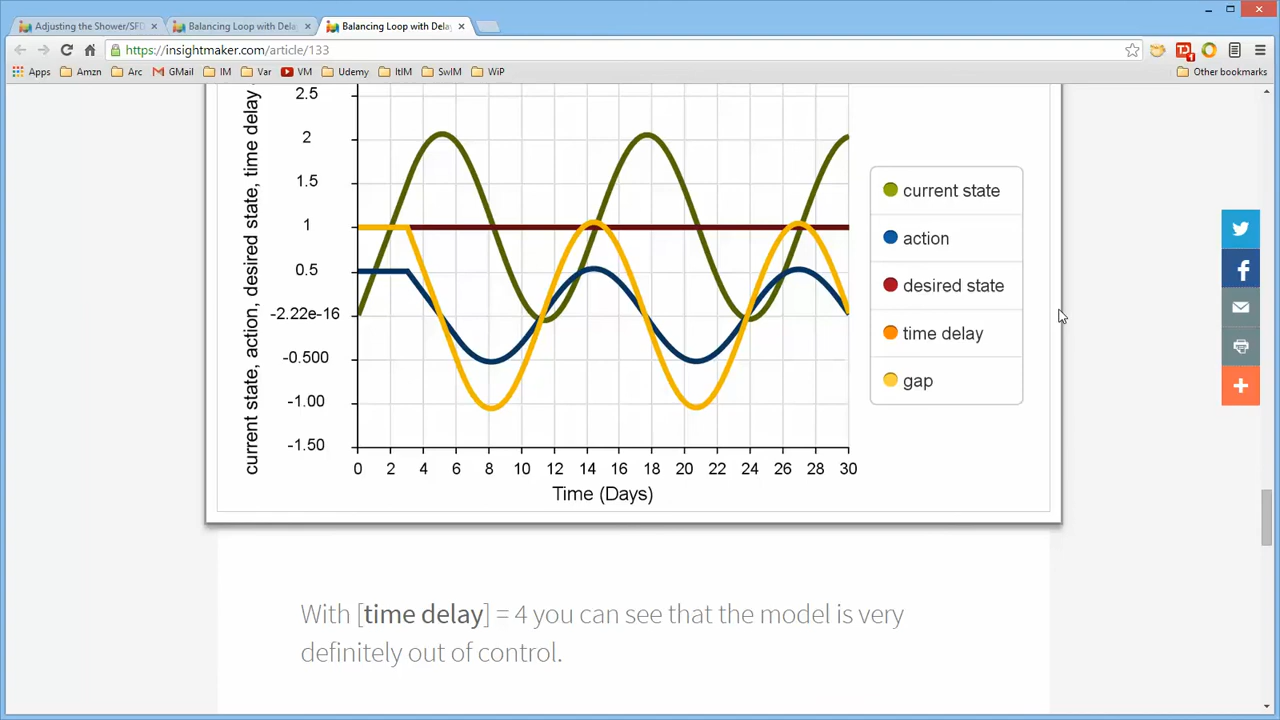 Adjusting the Shower/SFD
Balancing Loop with Dela
Balancing Loop with Dela
https://insightmaker.com/article/133
Apps Amzn Arc GMail IM Var VM Udemy ItIM SwIM WiP Other bookmarks
current state, action, desired state, time delay
2.5
2
1.5
1
0.5
-2.22e-16
-0.500
-1.00
-1.50
0 2 4 6 8 10 12 14 16 18 20 22 24 26 28 30
Time (Days)
current state
action
desired state
time delay
gap
With [time delay] = 4 you can see that the model is very
definitely out of control.